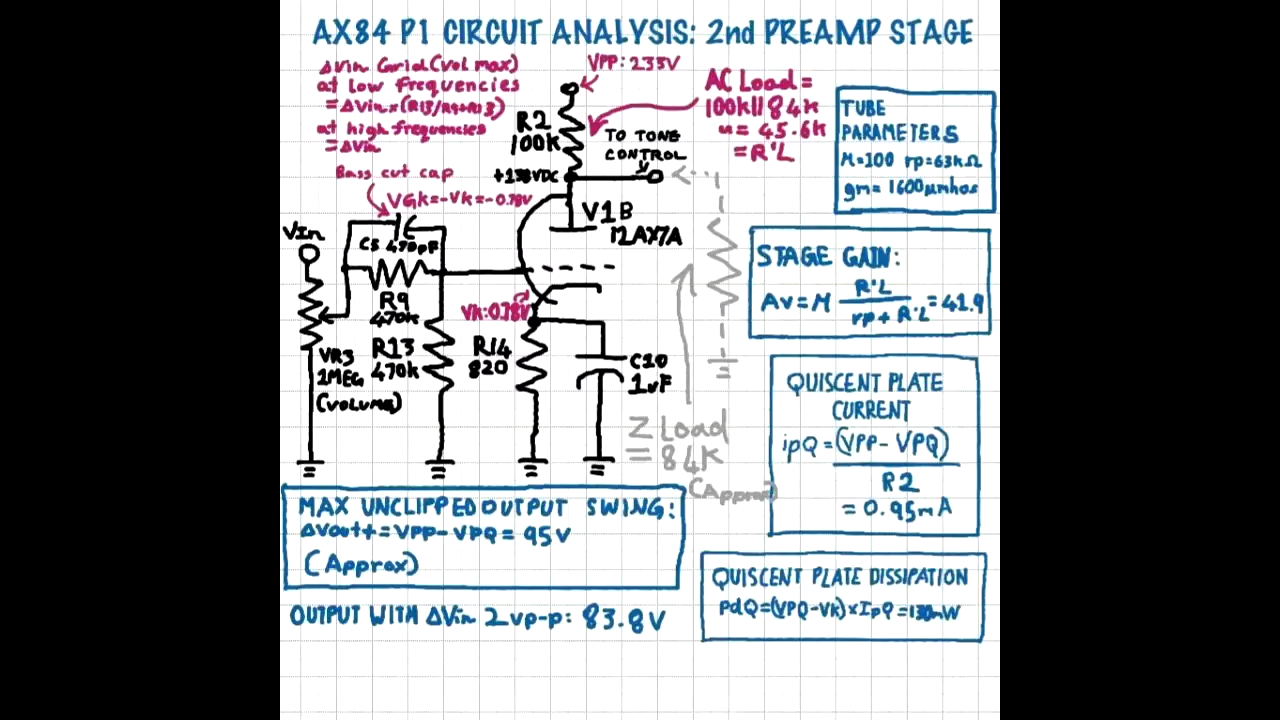 AX84 P1 CIRCUIT ANALYSIS: 2nd PREAMP STAGE
ΔVin Grid (vol max)
at low frequencies
= ΔVin x (R13/R9+R13)
at high frequencies
= ΔVin
Bass cut cap
VGK=-VK=-0.78V
VPP: 233V
AC Load =
100k||84k
= 45.6k
= R'L
R2
100K
TO TONE
CONTROL
+138VDC
V1B
12AX7A
VIN
C5 470pF
R9
470k
VK:0.78V
VR3
1MEG
(VOLUME)
R13
470k
R14
820
C10
1uF
Z Load
= 84K
(Approx)
TUBE
PARAMETERS
M=100 rp=63kΩ
gm= 1600µmhos
STAGE GAIN:
Av=M R'L / rp+R'L = 41.9
QUISCENT PLATE
CURRENT
ipQ = (VPP-VPQ)
R2
= 0.95mA
MAX UNCLIPPED OUTPUT SWING:
ΔVout=VPP-VPQ= 95V
(Approx)
QUISCENT PLATE DISSIPATION
PdQ=(VPQ-VK)xIpQ=130mW
OUTPUT WITH ΔVin 2vp-p: 83.8V